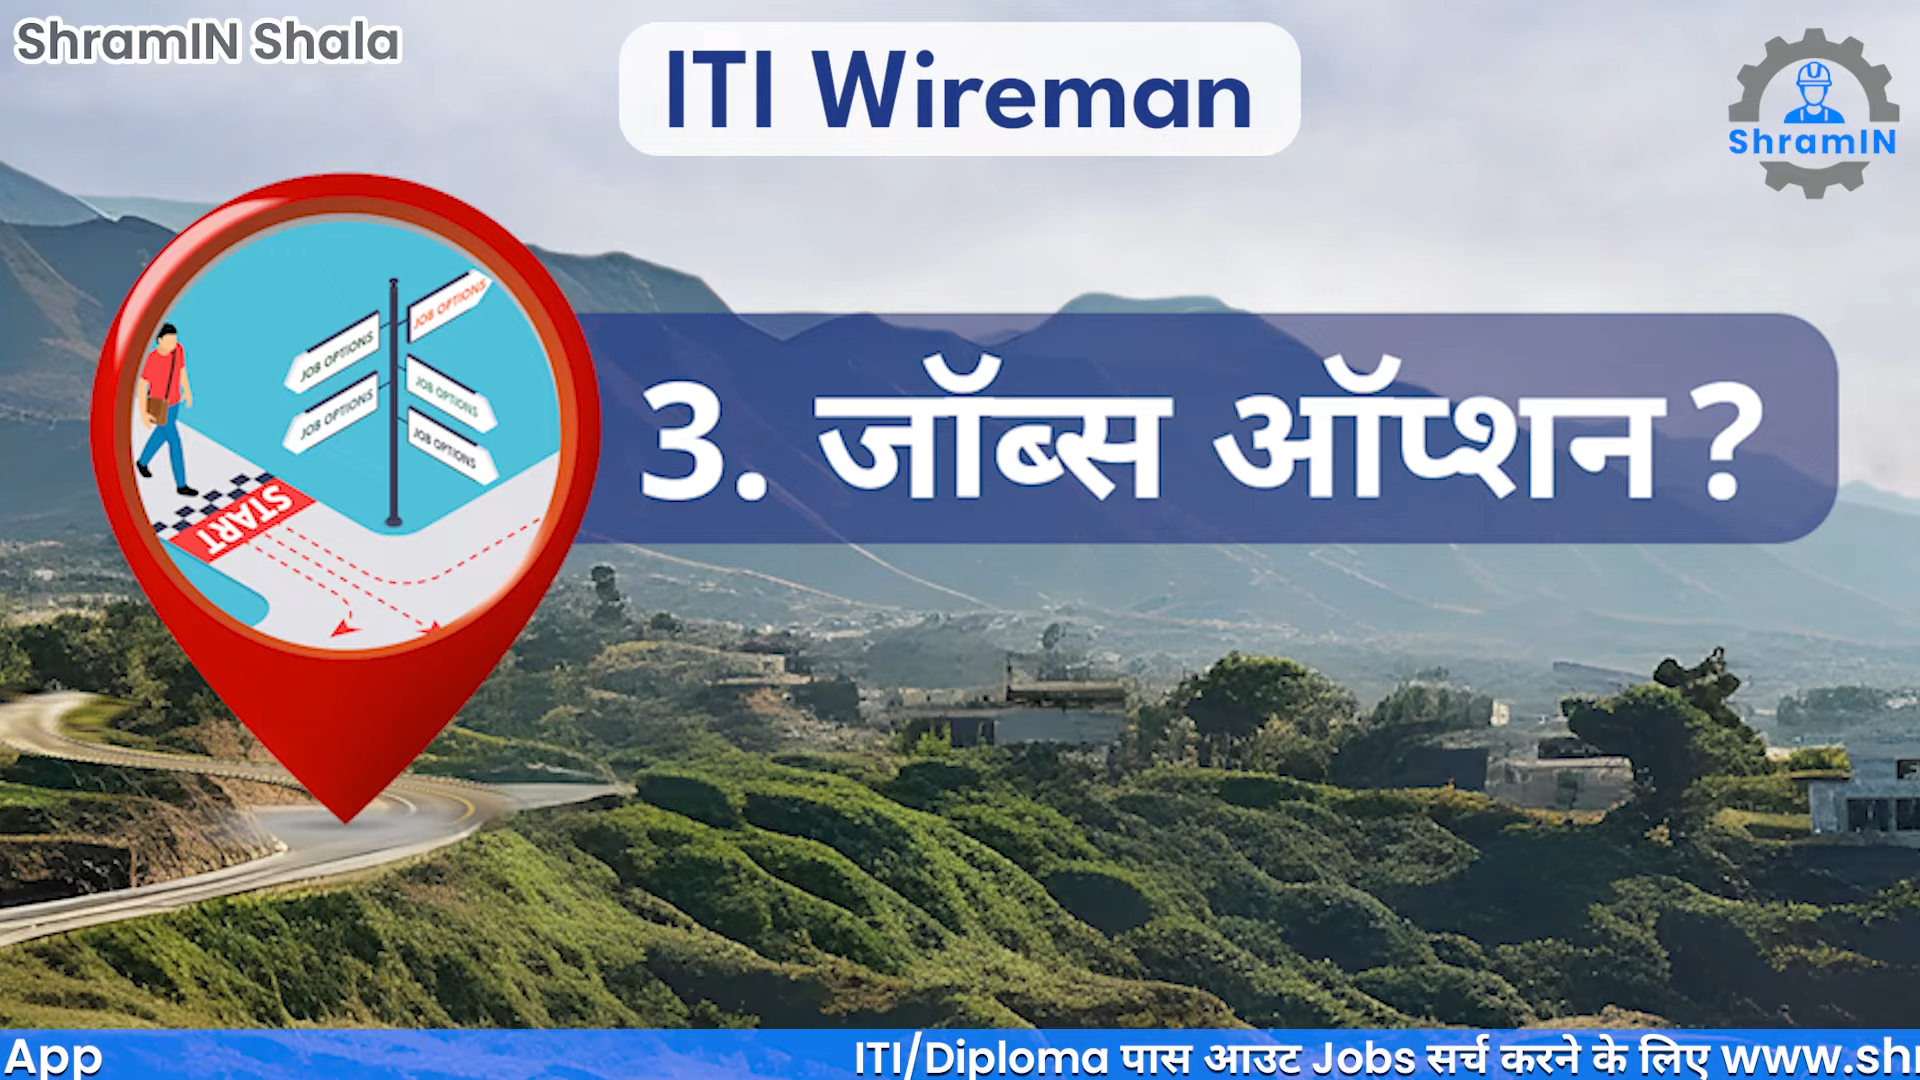 ShramIN Shala
ITI Wireman
ShramIN
JOB OPTIONS
JOB OPTIONS
JOB OPTIONS
JOB OPTIONS
JOB OPTIONS
START
3. जॉब्स ऑप्शन ?
App
ITI/Diploma पास आउट Jobs सर्च करने के लिए www.shr